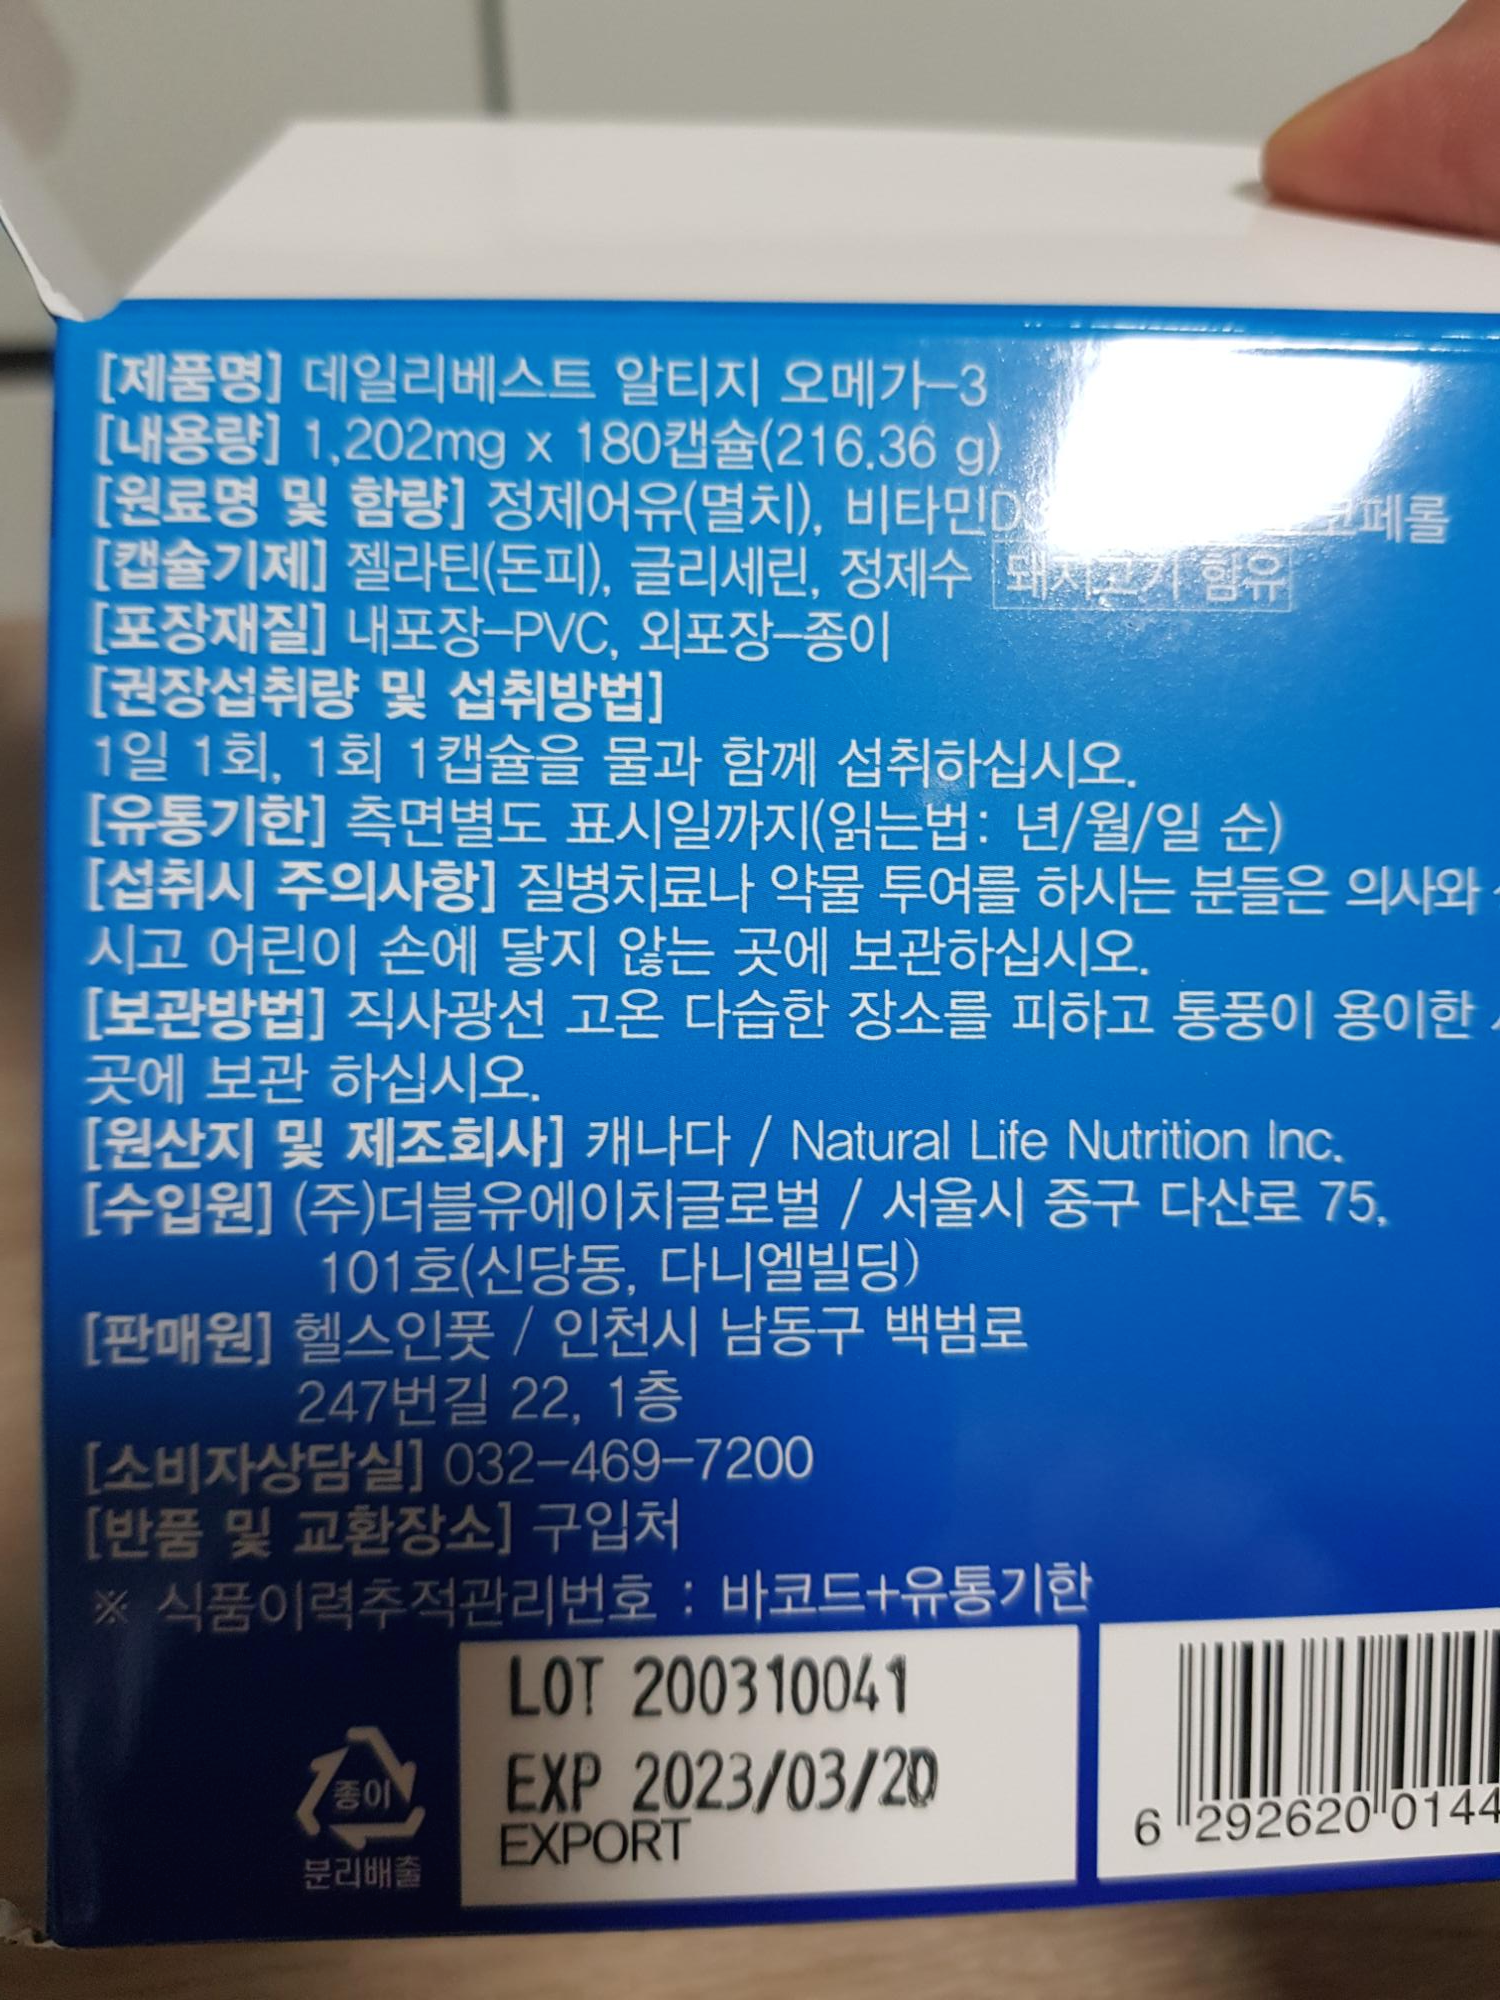 [제품명] 데일리베스트 알티지 오메가-3
[내용량] 1,202mg x 180캡슐(216.36 g)
[원료명 및 함량] 정제어유(멸치), 비타민D
[캡슐기제] 젤라틴(돈피), 글리세린, 정제수 돼지고기 함유
[포장재질] 내포장-PVC, 외포장-종이
[권장섭취량 및 섭취방법]
1일 1회, 1회 1캡슐을 물과 함께 섭취하십시오.
[유통기한] 측면별도 표시일까지(읽는법: 년/월/일 순)
[섭취시 주의사항] 질병치료나 약물 투여를 하시는 분들은 의사와
시고 어린이 손에 닿지 않는 곳에 보관하십시오.
[보관방법] 직사광선 고온 다습한 장소를 피하고 통풍이 용이한
곳에 보관 하십시오.
[원산지 및 제조회사] 캐나다 / Natural Life Nutrition Inc.
[수입원] (주)더블유에이치글로벌 / 서울시 중구 다산로 75,
101호(신당동, 다니엘빌딩)
[판매원] 헬스인풋 / 인천시 남동구 백범로
247번길 22, 1층
[소비자상담실] 032-469-7200
[반품 및 교환장소] 구입처
※ 식품이력추적관리번호 : 바코드+유통기한
LOT 200310041
EXP 2023/03/20
EXPORT
종이
분리배출
6 292620 0144